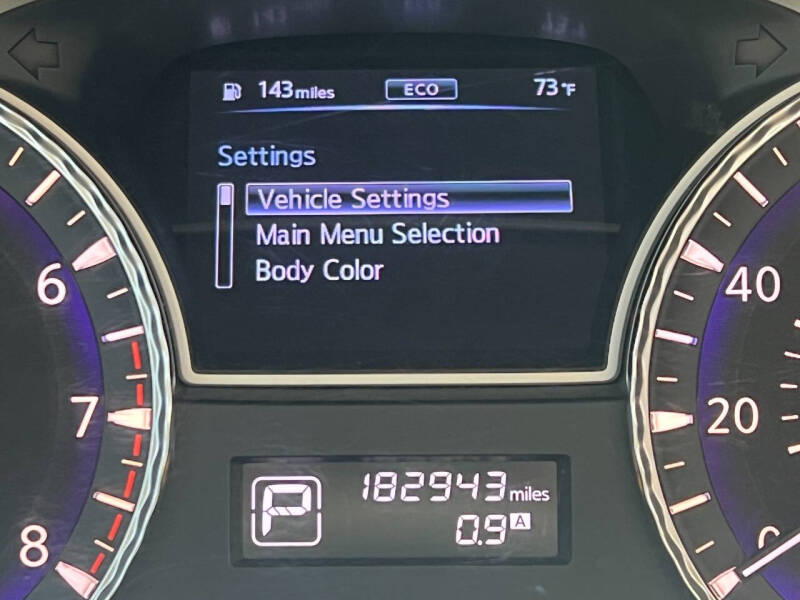 143 miles ECO 73°F
Settings
Vehicle Settings
Main Menu Selection
Body Color
6
7
8
40
20
0
P 182943 miles
0.9 A